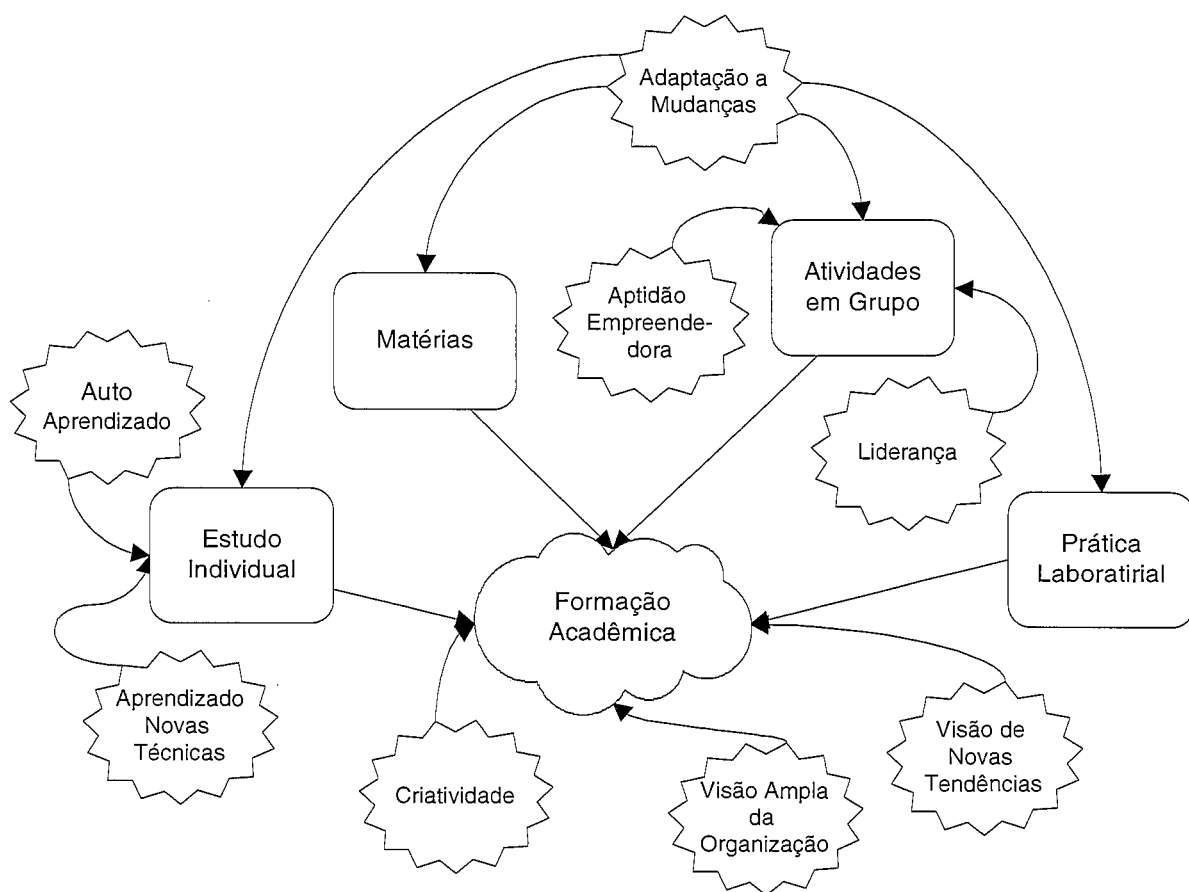 Adaptação a
Mudanças
Atividades
em Grupo
Aptidão
Empreende-
dora
Matérias
Auto
Aprendizado
Liderança
Estudo
Individual
Prática
Laboratirial
Formação
Acadêmica
Aprendizado
Novas
Técnicas
Criatividade
Visão Ampla
da
Organização
Visão de
Novas
Tendências